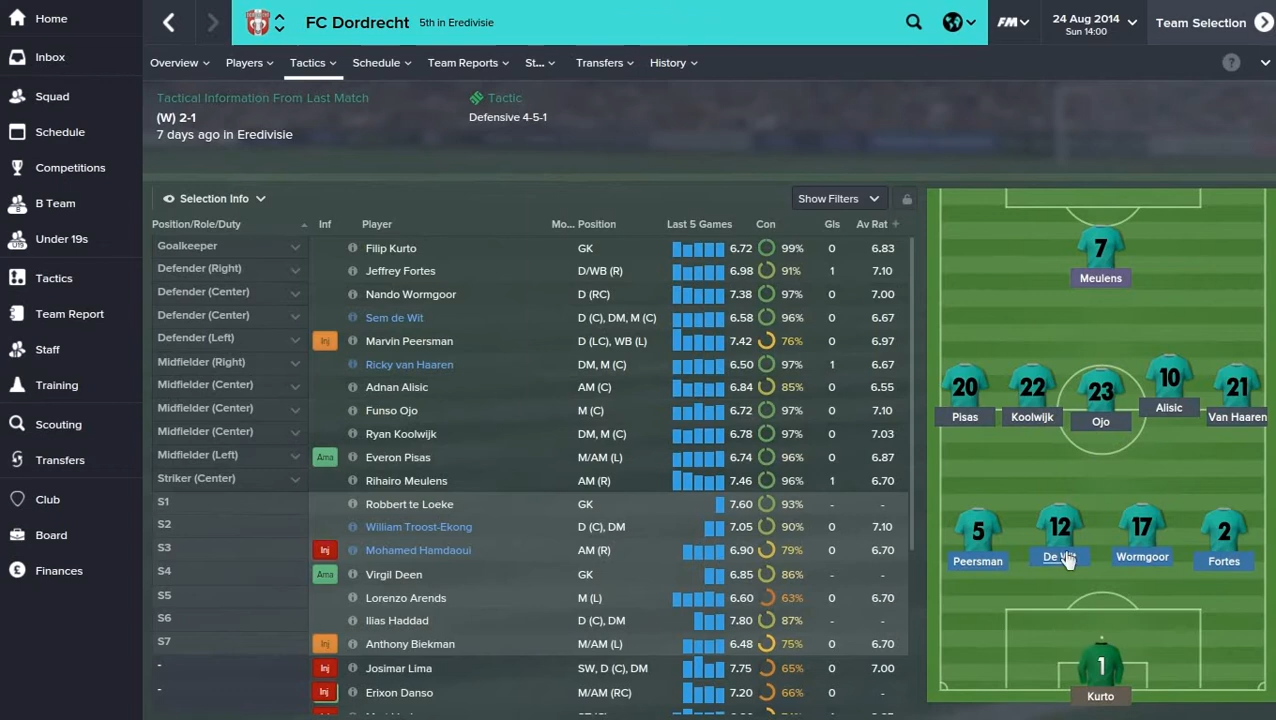 Home
FC Dordrecht 5th in Eredivisie
FM
24 Aug 2014
Sun 14:00
Team Selection
Inbox
Squad
Schedule
Competitions
B Team
Under 19s
Tactics
Team Report
Staff
Training
Scouting
Transfers
Club
Board
Finances
Overview Players Tactics Schedule Team Reports St... Transfers History
?
Tactical Information From Last Match
(W) 2-1
7 days ago in Eredivisie
Tactic
Defensive 4-5-1
Selection Info
Show Filters
Position/Role/Duty Inf Player Mo... Position Last 5 Games Con Gls Av Rat
Goalkeeper Filip Kurto GK 6.72 99% 0 6.83
Defender (Right) Jeffrey Fortes D/WB (R) 6.98 91% 1 7.10
Defender (Center) Nando Wormgoor D (RC) 7.38 97% 0 7.00
Defender (Center) Sem de Wit D (C), DM, M (C) 6.58 96% 0 6.67
Defender (Left) Inj Marvin Peersman D (LC), WB (L) 7.42 76% 0 6.97
Midfielder (Right) Ricky van Haaren DM, M (C) 6.50 97% 1 6.67
Midfielder (Center) Adnan Alisic AM (C) 6.84 85% 0 6.55
Midfielder (Center) Funso Ojo M (C) 6.72 97% 0 7.10
Midfielder (Center) Ryan Koolwijk DM, M (C) 6.78 97% 0 7.03
Midfielder (Left) Ama Everon Pisas M/AM (L) 6.74 96% 0 6.87
Striker (Center) Rihairo Meulens AM (R) 7.46 96% 1 6.70
S1 Robbert te Loeke GK 7.60 93% - -
S2 William Troost-Ekong D (C), DM 7.05 90% 0 7.10
S3 Inj Mohamed Hamdaoui AM (R) 6.90 79% 0 6.70
S4 Ama Virgil Deen GK 6.85 86% - -
S5 Lorenzo Arends M (L) 6.60 63% 0 6.70
S6 Ilias Haddad D (C), DM 7.80 87% - -
S7 Inj Anthony Biekman M/AM (L) 6.48 75% 0 6.70
- Inj Josimar Lima SW, D (C), DM 7.75 65% 0 7.00
- Inj Erixon Danso M/AM (RC) 7.20 66% 0 -
7
Meulens
20 22 23 10 21
Pisas Koolwijk Ojo Alisic Van Haaren
5 12 17 2
Peersman De Wormgoor Fortes
1
Kurto